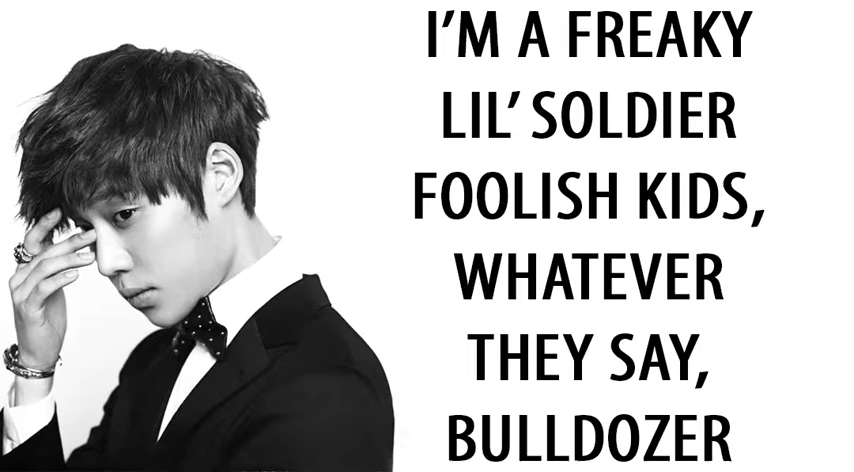 I'M A FREAKY
LIL' SOLDIER
FOOLISH KIDS,
WHATEVER
THEY SAY,
BULLDOZER